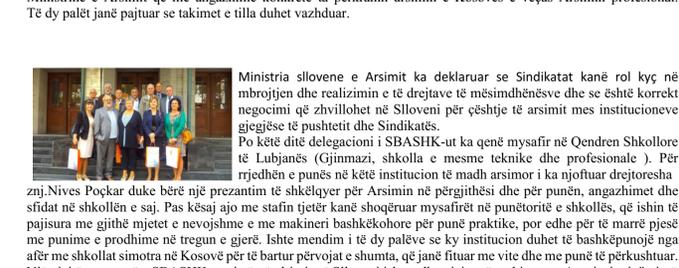 Të dy palët janë pajtuar se takimet e tilla duhet vazhduar.
Ministria sllovene e Arsimit ka deklaruar se Sindikatat kanë rol kyç në
mbrojtjen dhe realizimin e të drejtave të mësimdhënësve dhe se është korrekt
negocimi që zhvillohet në Slloveni për çështje të arsimit mes institucioneve
gjegjëse të pushtetit dhe Sindikatës.
Po këtë ditë delegacioni i SBASHK-ut ka qenë mysafir në Qendren Shkollore
të Lubjanës (Gjinmazi, shkolla e mesme teknike dhe profesionale ). Për
rrjedhën e punës në këtë institucion të madh arsimor i ka njoftuar drejtoresha
znj.Nives Poçkar duke bërë një prezantim të shkëlqyer për Arsimin në përgjithësi dhe për punën, angazhimet dhe
sfidat në shkollën e saj. Pas kësaj ajo me stafin tjetër kanë shoqëruar mysafirët në punëtoritë e shkollës, që ishin të
pajisura me gjithë mjetet e nevojshme e me makineri bashkëkohore për punë praktike, por edhe për të marrë pjesë
me punime e prodhime në tregun e gjerë. Ishte mendim i të dy palëve se ky institucion duhet të bashkëpunojë nga
afër me shkollat simotra në Kosovë për të bartur përvojat e shumta, që janë fituar me vite dhe me punë të përkushtuar.